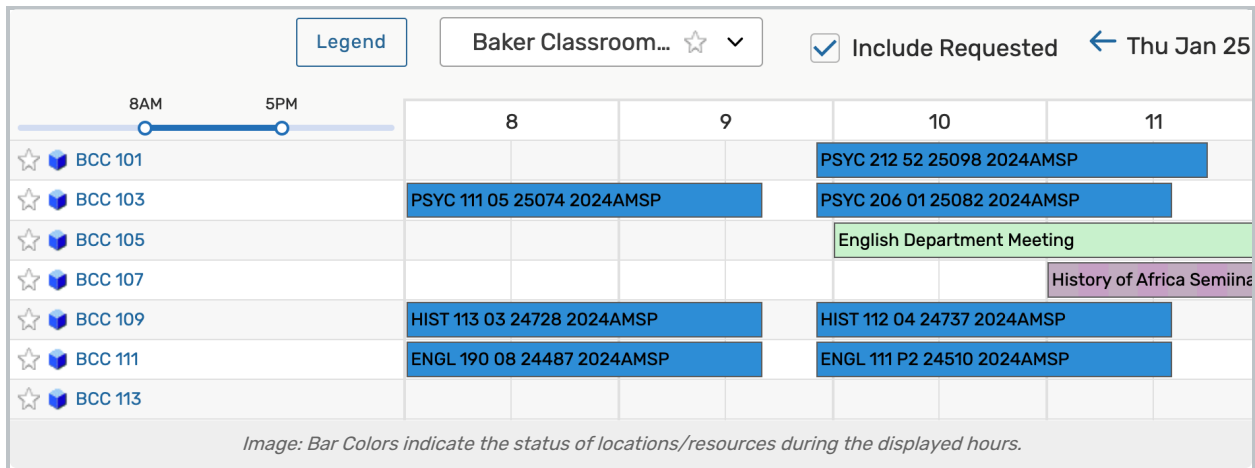 Legend
Baker Classroom...
Include Requested
Thu Jan 25
8AM 5PM
8 9 10 11
BCC 101 PSYC 212 52 25098 2024AMSP
BCC 103 PSYC 111 05 25074 2024AMSP PSYC 206 01 25082 2024AMSP
BCC 105 English Department Meeting
BCC 107 History of Africa Semiina
BCC 109 HIST 113 03 24728 2024AMSP HIST 112 04 24737 2024AMSP
BCC 111 ENGL 190 08 24487 2024AMSP ENGL 111 P2 24510 2024AMSP
BCC 113
Image: Bar Colors indicate the status of locations/resources during the displayed hours.